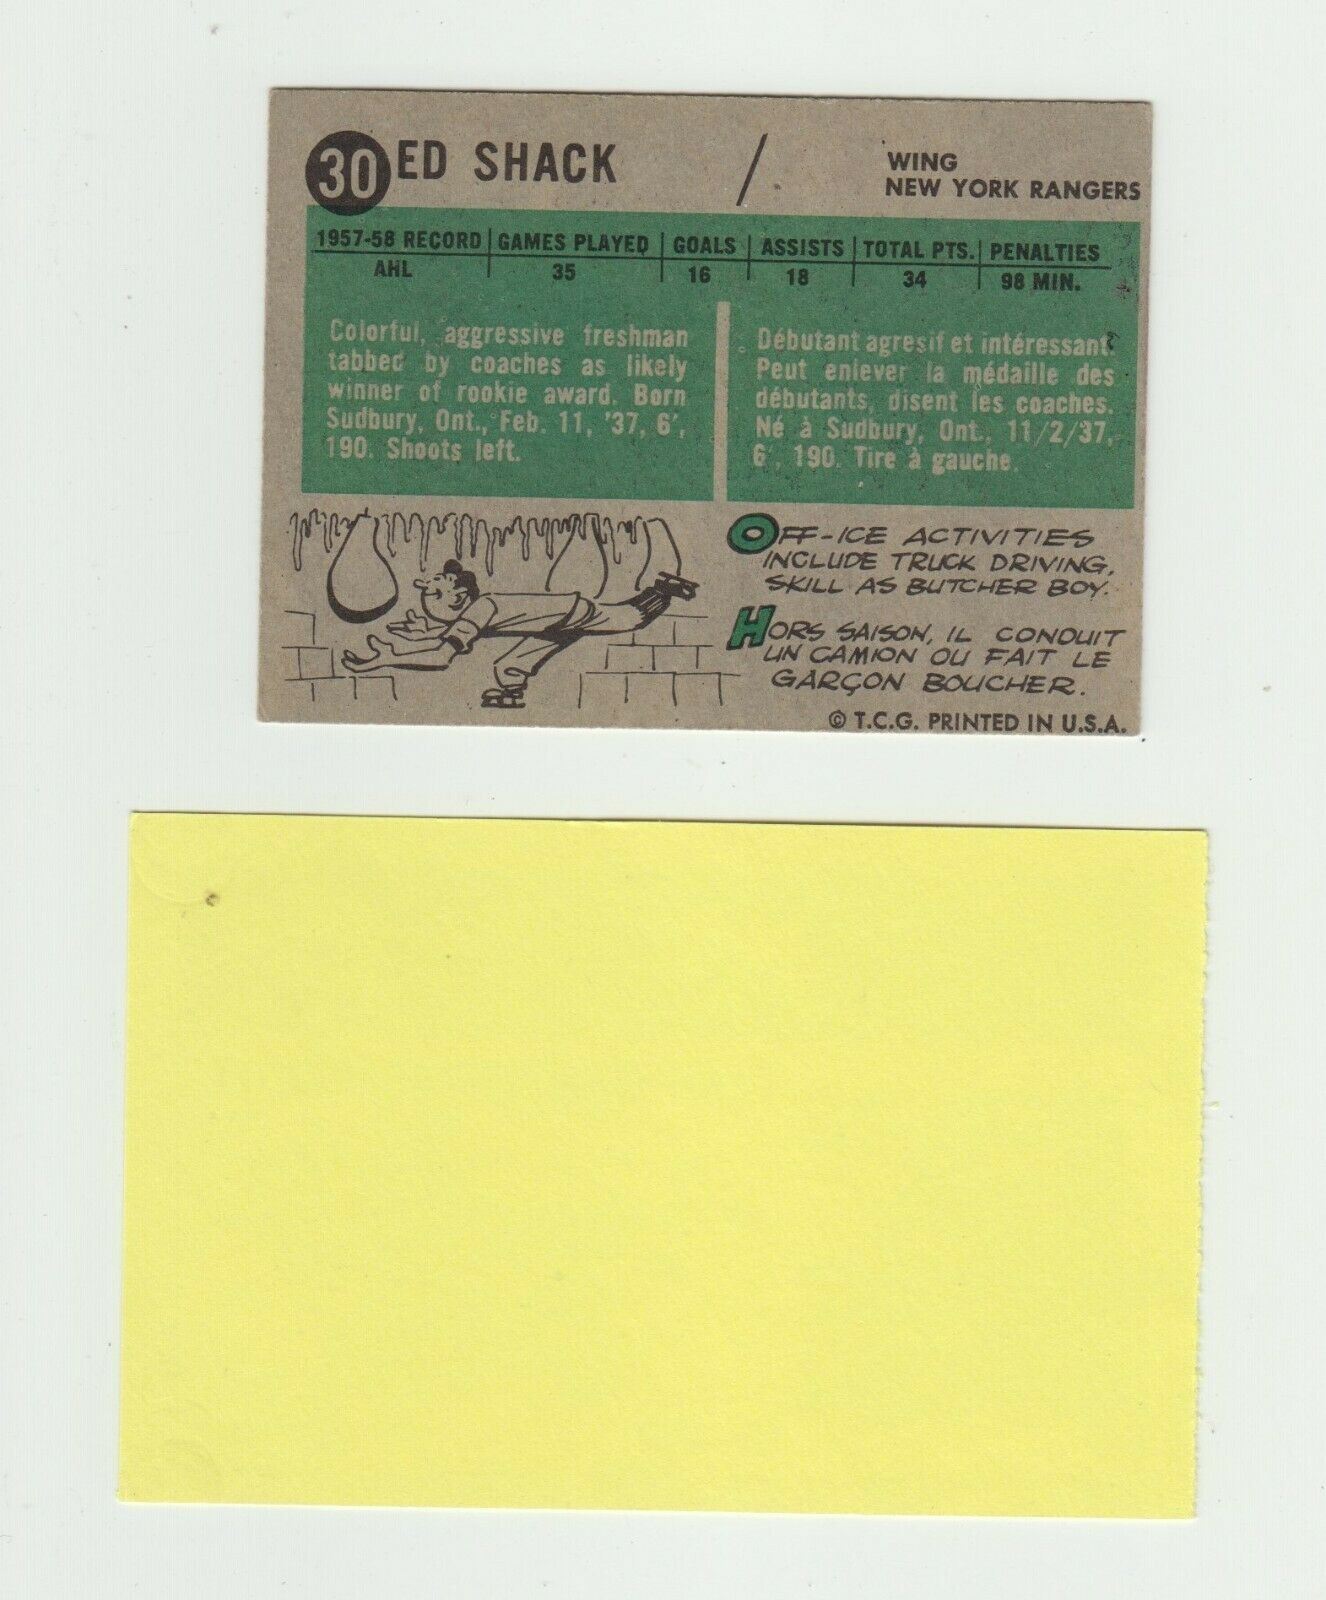 30 ED SHACK / WING
NEW YORK RANGERS
1957-58 RECORD GAMES PLAYED GOALS ASSISTS TOTAL PTS. PENALTIES
AHL 35 16 18 34 98 MIN.
Colorful, aggressive freshman
tabbed by coaches as likely
winner of rookie award. Born
Sudbury, Ont., Feb. 11, '37, 6',
190. Shoots left.
Débutant agresif et intéressant.
Peut enlever la médaille des
débutants, disent les coaches.
Né à Sudbury, Ont., 11/2/37,
6', 190. Tire à gauche.
OFF-ICE ACTIVITIES
INCLUDE TRUCK DRIVING,
SKILL AS BUTCHER BOY.
HORS SAISON, IL CONDUIT
UN CAMION OU FAIT LE
GARÇON BOUCHER.
© T.C.G. PRINTED IN U.S.A.